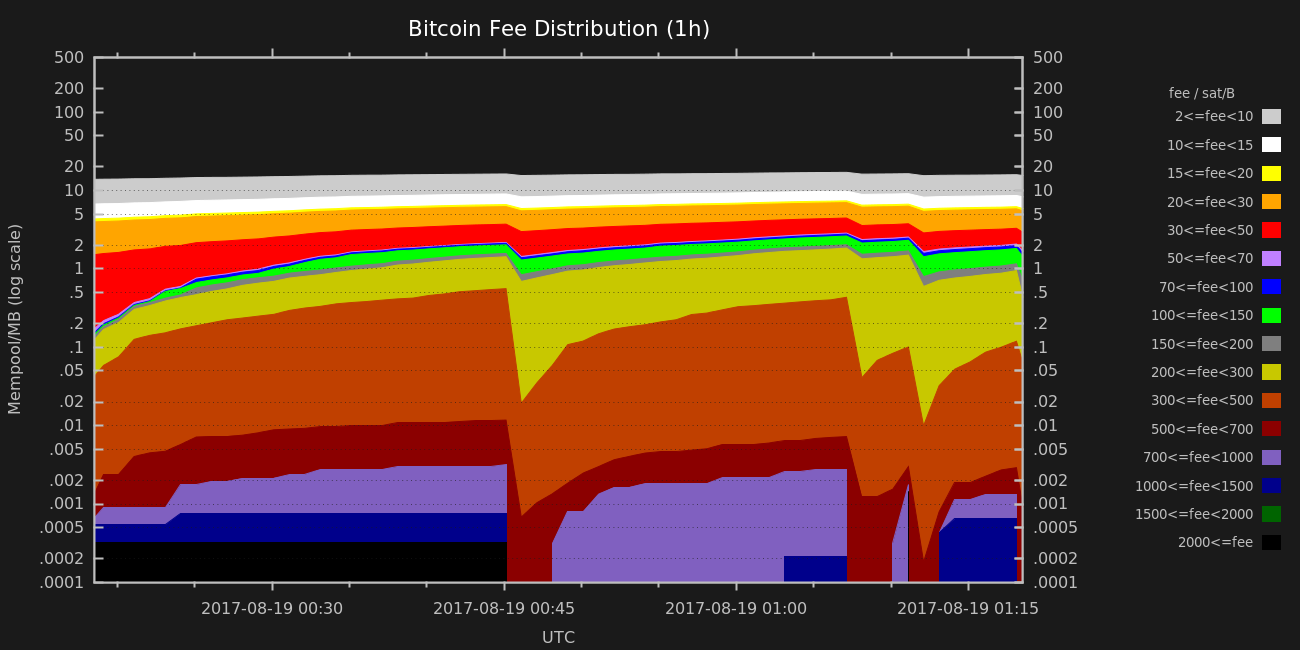 Bitcoin Fee Distribution (1h)
Mempool/MB (log scale)
500
200
100
50
20
10
5
2
1
.5
.2
.1
.05
.02
.01
.005
.002
.001
.0005
.0002
.0001
500
200
100
50
20
10
5
2
1
.5
.2
.1
.05
.02
.01
.005
.002
.001
.0005
.0002
.0001
2017-08-19 00:30
2017-08-19 00:45
2017-08-19 01:00
2017-08-19 01:15
UTC
fee / sat/B
2<=fee<10
10<=fee<15
15<=fee<20
20<=fee<30
30<=fee<50
50<=fee<70
70<=fee<100
100<=fee<150
150<=fee<200
200<=fee<300
300<=fee<500
500<=fee<700
700<=fee<1000
1000<=fee<1500
1500<=fee<2000
2000<=fee